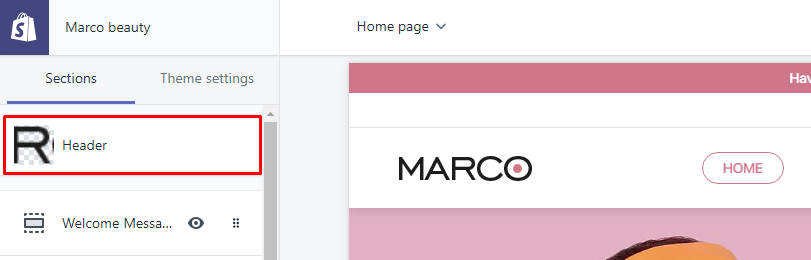 Marco beauty
Home page
Sections
Theme settings
Header
Welcome Messa...
MARCO
HOME